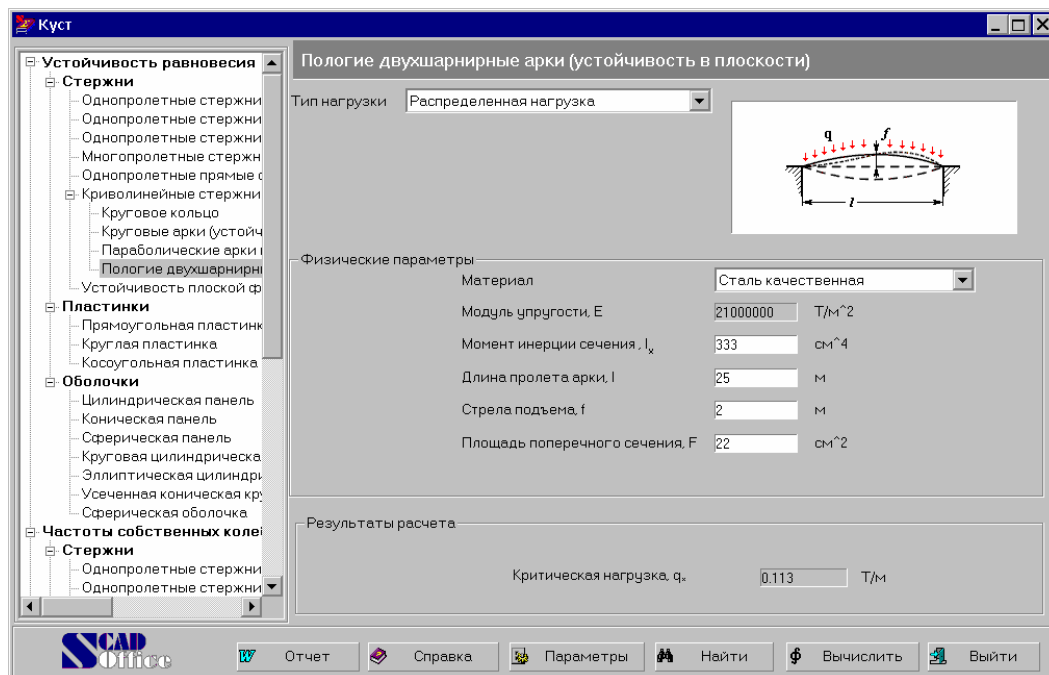 Куст
Устойчивость равновесия
Стержни
Однопролетные стержни
Однопролетные стержни
Однопролетные стержни
Многопролетные стержн
Однопролетные прямые с
Криволинейные стержни
Круговое кольцо
Круговые арки (устойч
Параболические арки
Пологие двухшарнирн
Устойчивость плоской ф
Пластинки
Прямоугольная пластинк
Круглая пластинка
Косоугольная пластинка
Оболочки
Цилиндрическая панель
Коническая панель
Сферическая панель
Круговая цилиндрическа
Эллиптическая цилиндри
Усеченная коническая кру
Сферическая оболочка
Частоты собственных колеб
Стержни
Однопролетные стержни
Однопролетные стержни
Пологие двухшарнирные арки (устойчивость в плоскости)
Тип нагрузки Распределенная нагрузка
q f
l
Физические параметры
Материал Сталь качественная
Модуль упругости, E 21000000 Т/м^2
Момент инерции сечения , Ix 333 см^4
Длина пролета арки, l 25 м
Стрела подъема, f 2 м
Площадь поперечного сечения, F 22 см^2
Результаты расчета
Критическая нагрузка, q* 0.113 Т/м
SCAD Office
Отчет Справка Параметры Найти Вычислить Выйти